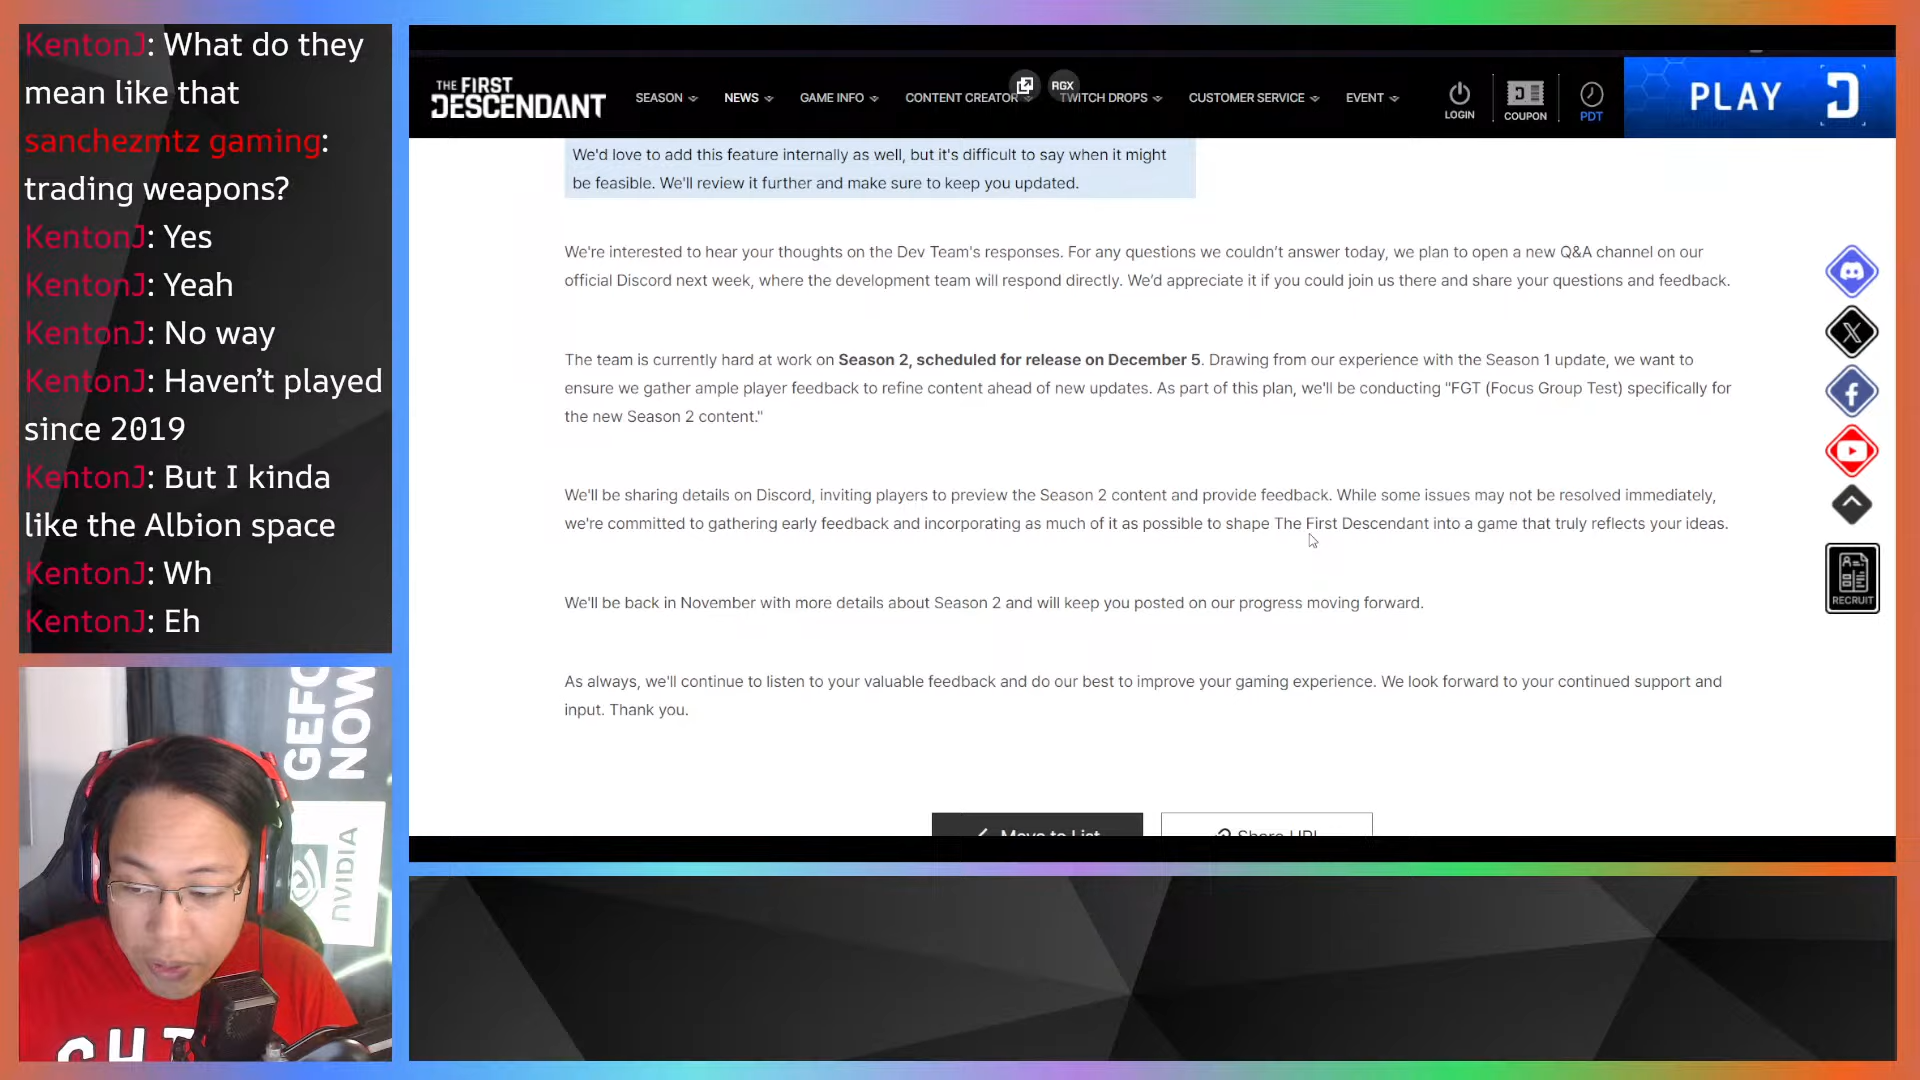 KentonJ: What do they
mean like that
sanchezmtz gaming:
trading weapons?
KentonJ: Yes
KentonJ: Yeah
KentonJ: No way
KentonJ: Haven’t played
since 2019
KentonJ: But I kinda
like the Albion space
KentonJ: Wh
KentonJ: Eh
THE FIRST
DESCENDANT
SEASON
NEWS
GAME INFO
CONTENT CREATOR
RGX
TWITCH DROPS
CUSTOMER SERVICE
EVENT
LOGIN
COUPON
PDT
PLAY
We'd love to add this feature internally as well, but it's difficult to say when it might
be feasible. We'll review it further and make sure to keep you updated.
We're interested to hear your thoughts on the Dev Team's responses. For any questions we couldn’t answer today, we plan to open a new Q&A channel on our
official Discord next week, where the development team will respond directly. We’d appreciate it if you could join us there and share your questions and feedback.
The team is currently hard at work on Season 2, scheduled for release on December 5. Drawing from our experience with the Season 1 update, we want to
ensure we gather ample player feedback to refine content ahead of new updates. As part of this plan, we'll be conducting "FGT (Focus Group Test) specifically for
the new Season 2 content."
We'll be sharing details on Discord, inviting players to preview the Season 2 content and provide feedback. While some issues may not be resolved immediately,
we're committed to gathering early feedback and incorporating as much of it as possible to shape The First Descendant into a game that truly reflects your ideas.
We'll be back in November with more details about Season 2 and will keep you posted on our progress moving forward.
As always, we'll continue to listen to your valuable feedback and do our best to improve your gaming experience. We look forward to your continued support and
input. Thank you.
Move to List
Share URL
RECRUIT
GEFO
NOW
NVIDIA